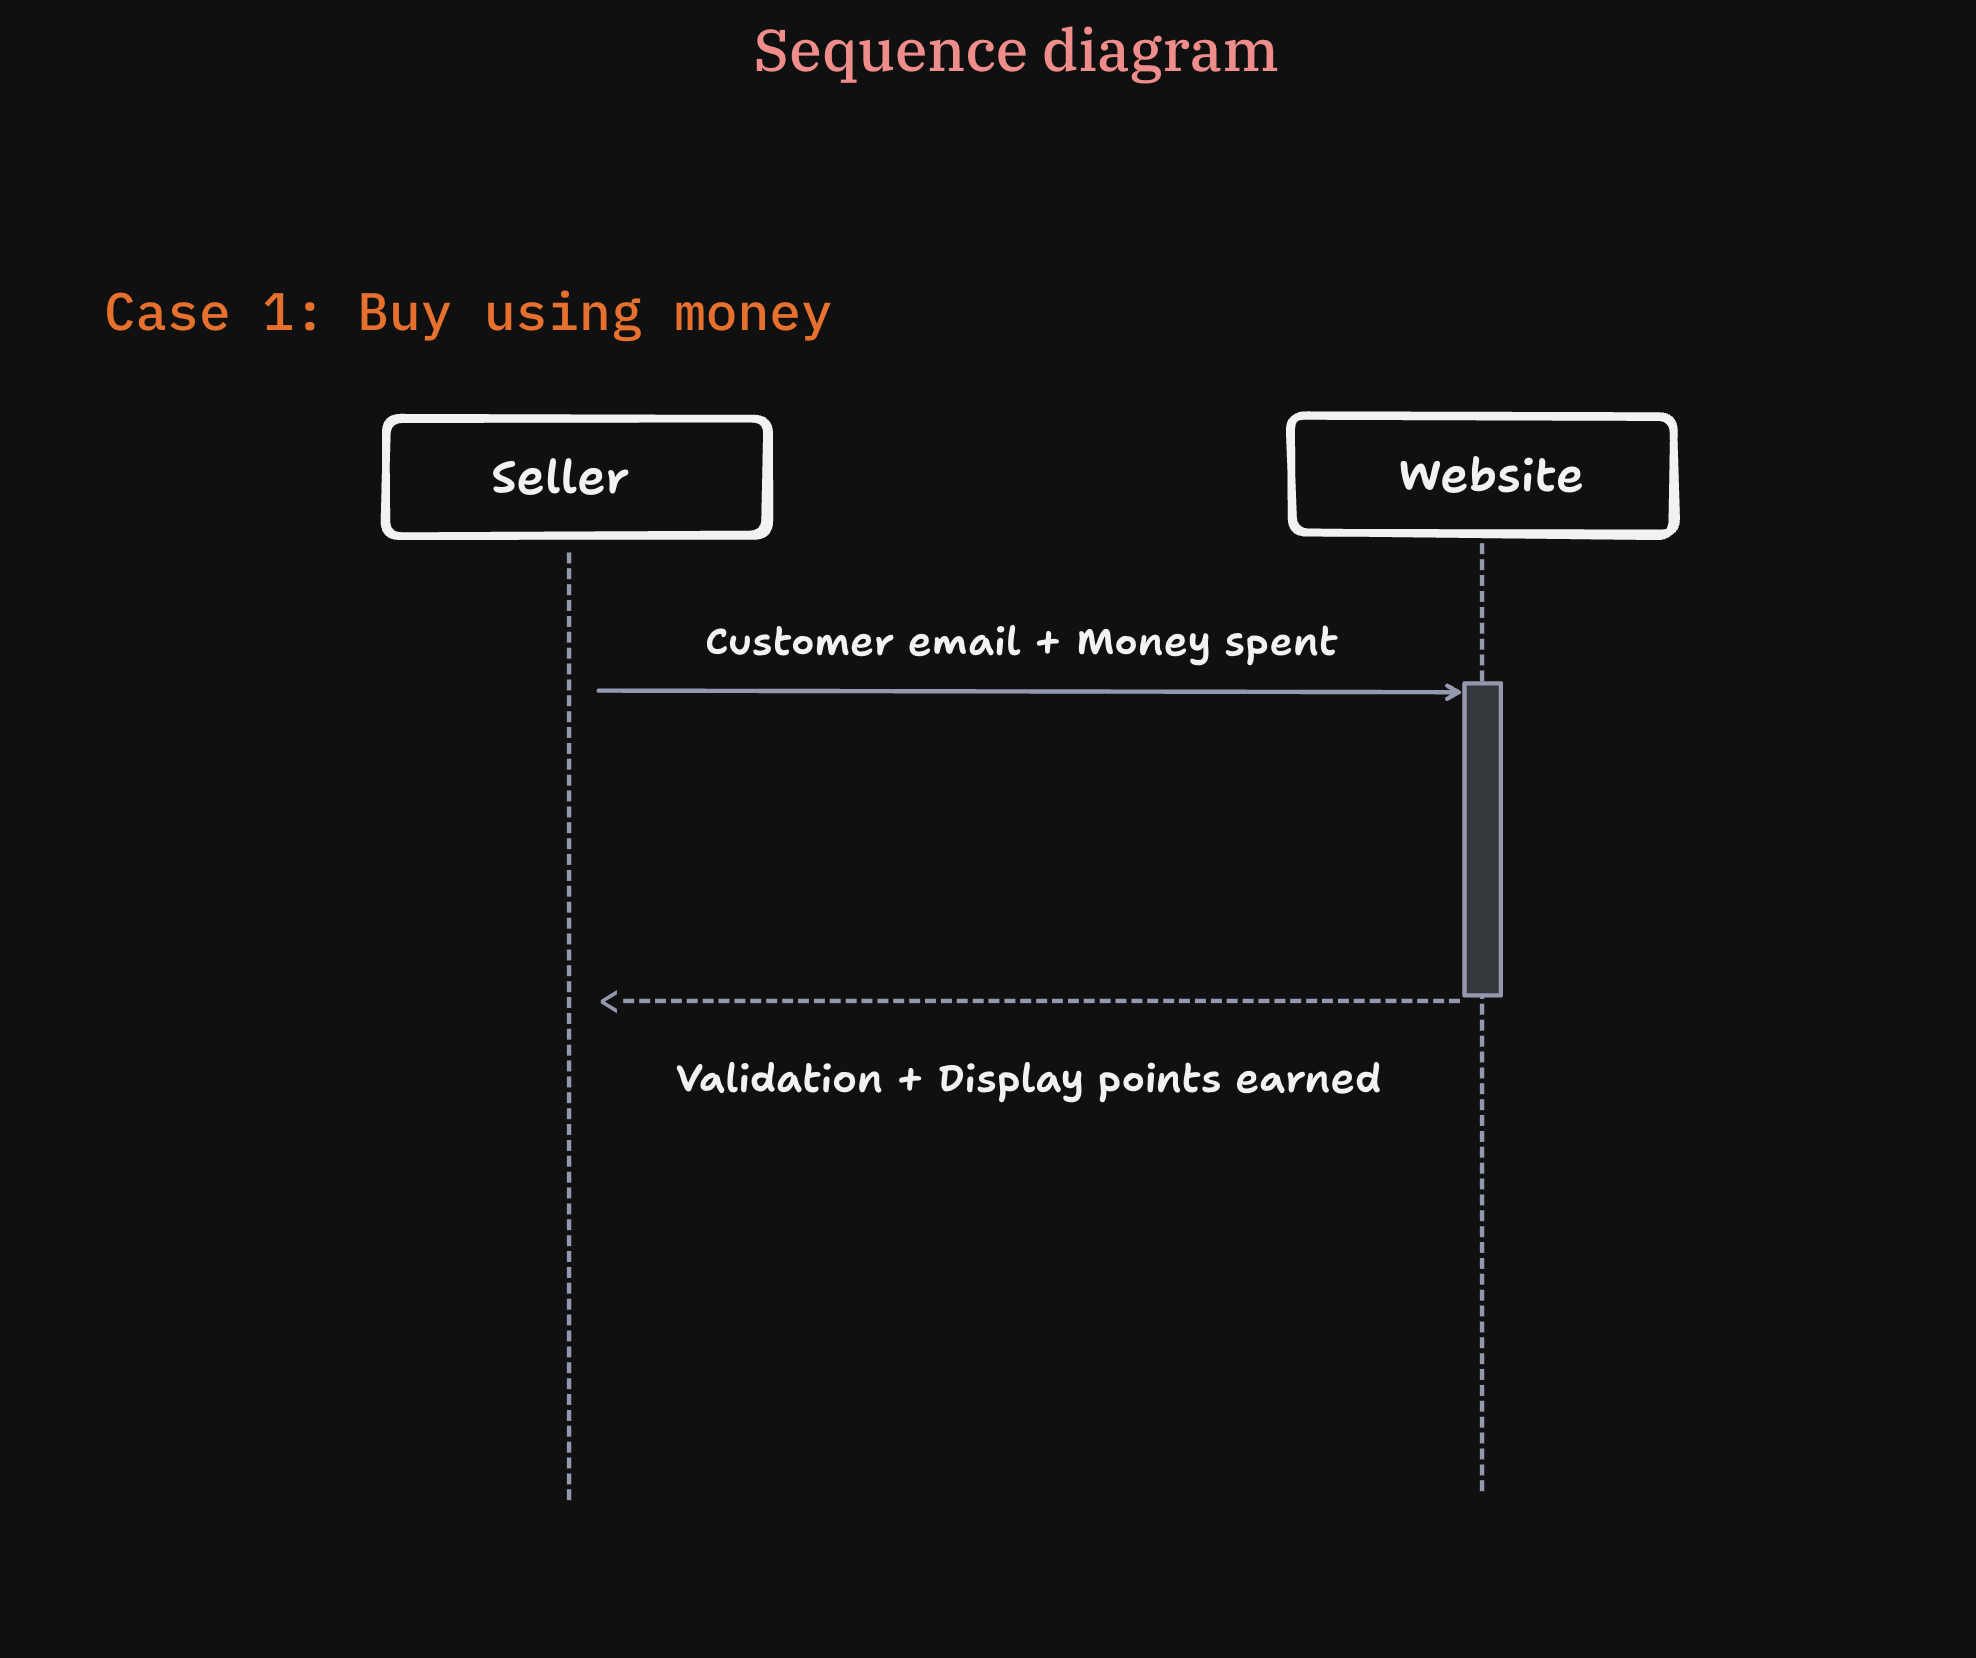 Sequence diagram
Case 1: Buy using money
Seller
Website
Customer email + Money spent
Validation + Display points earned